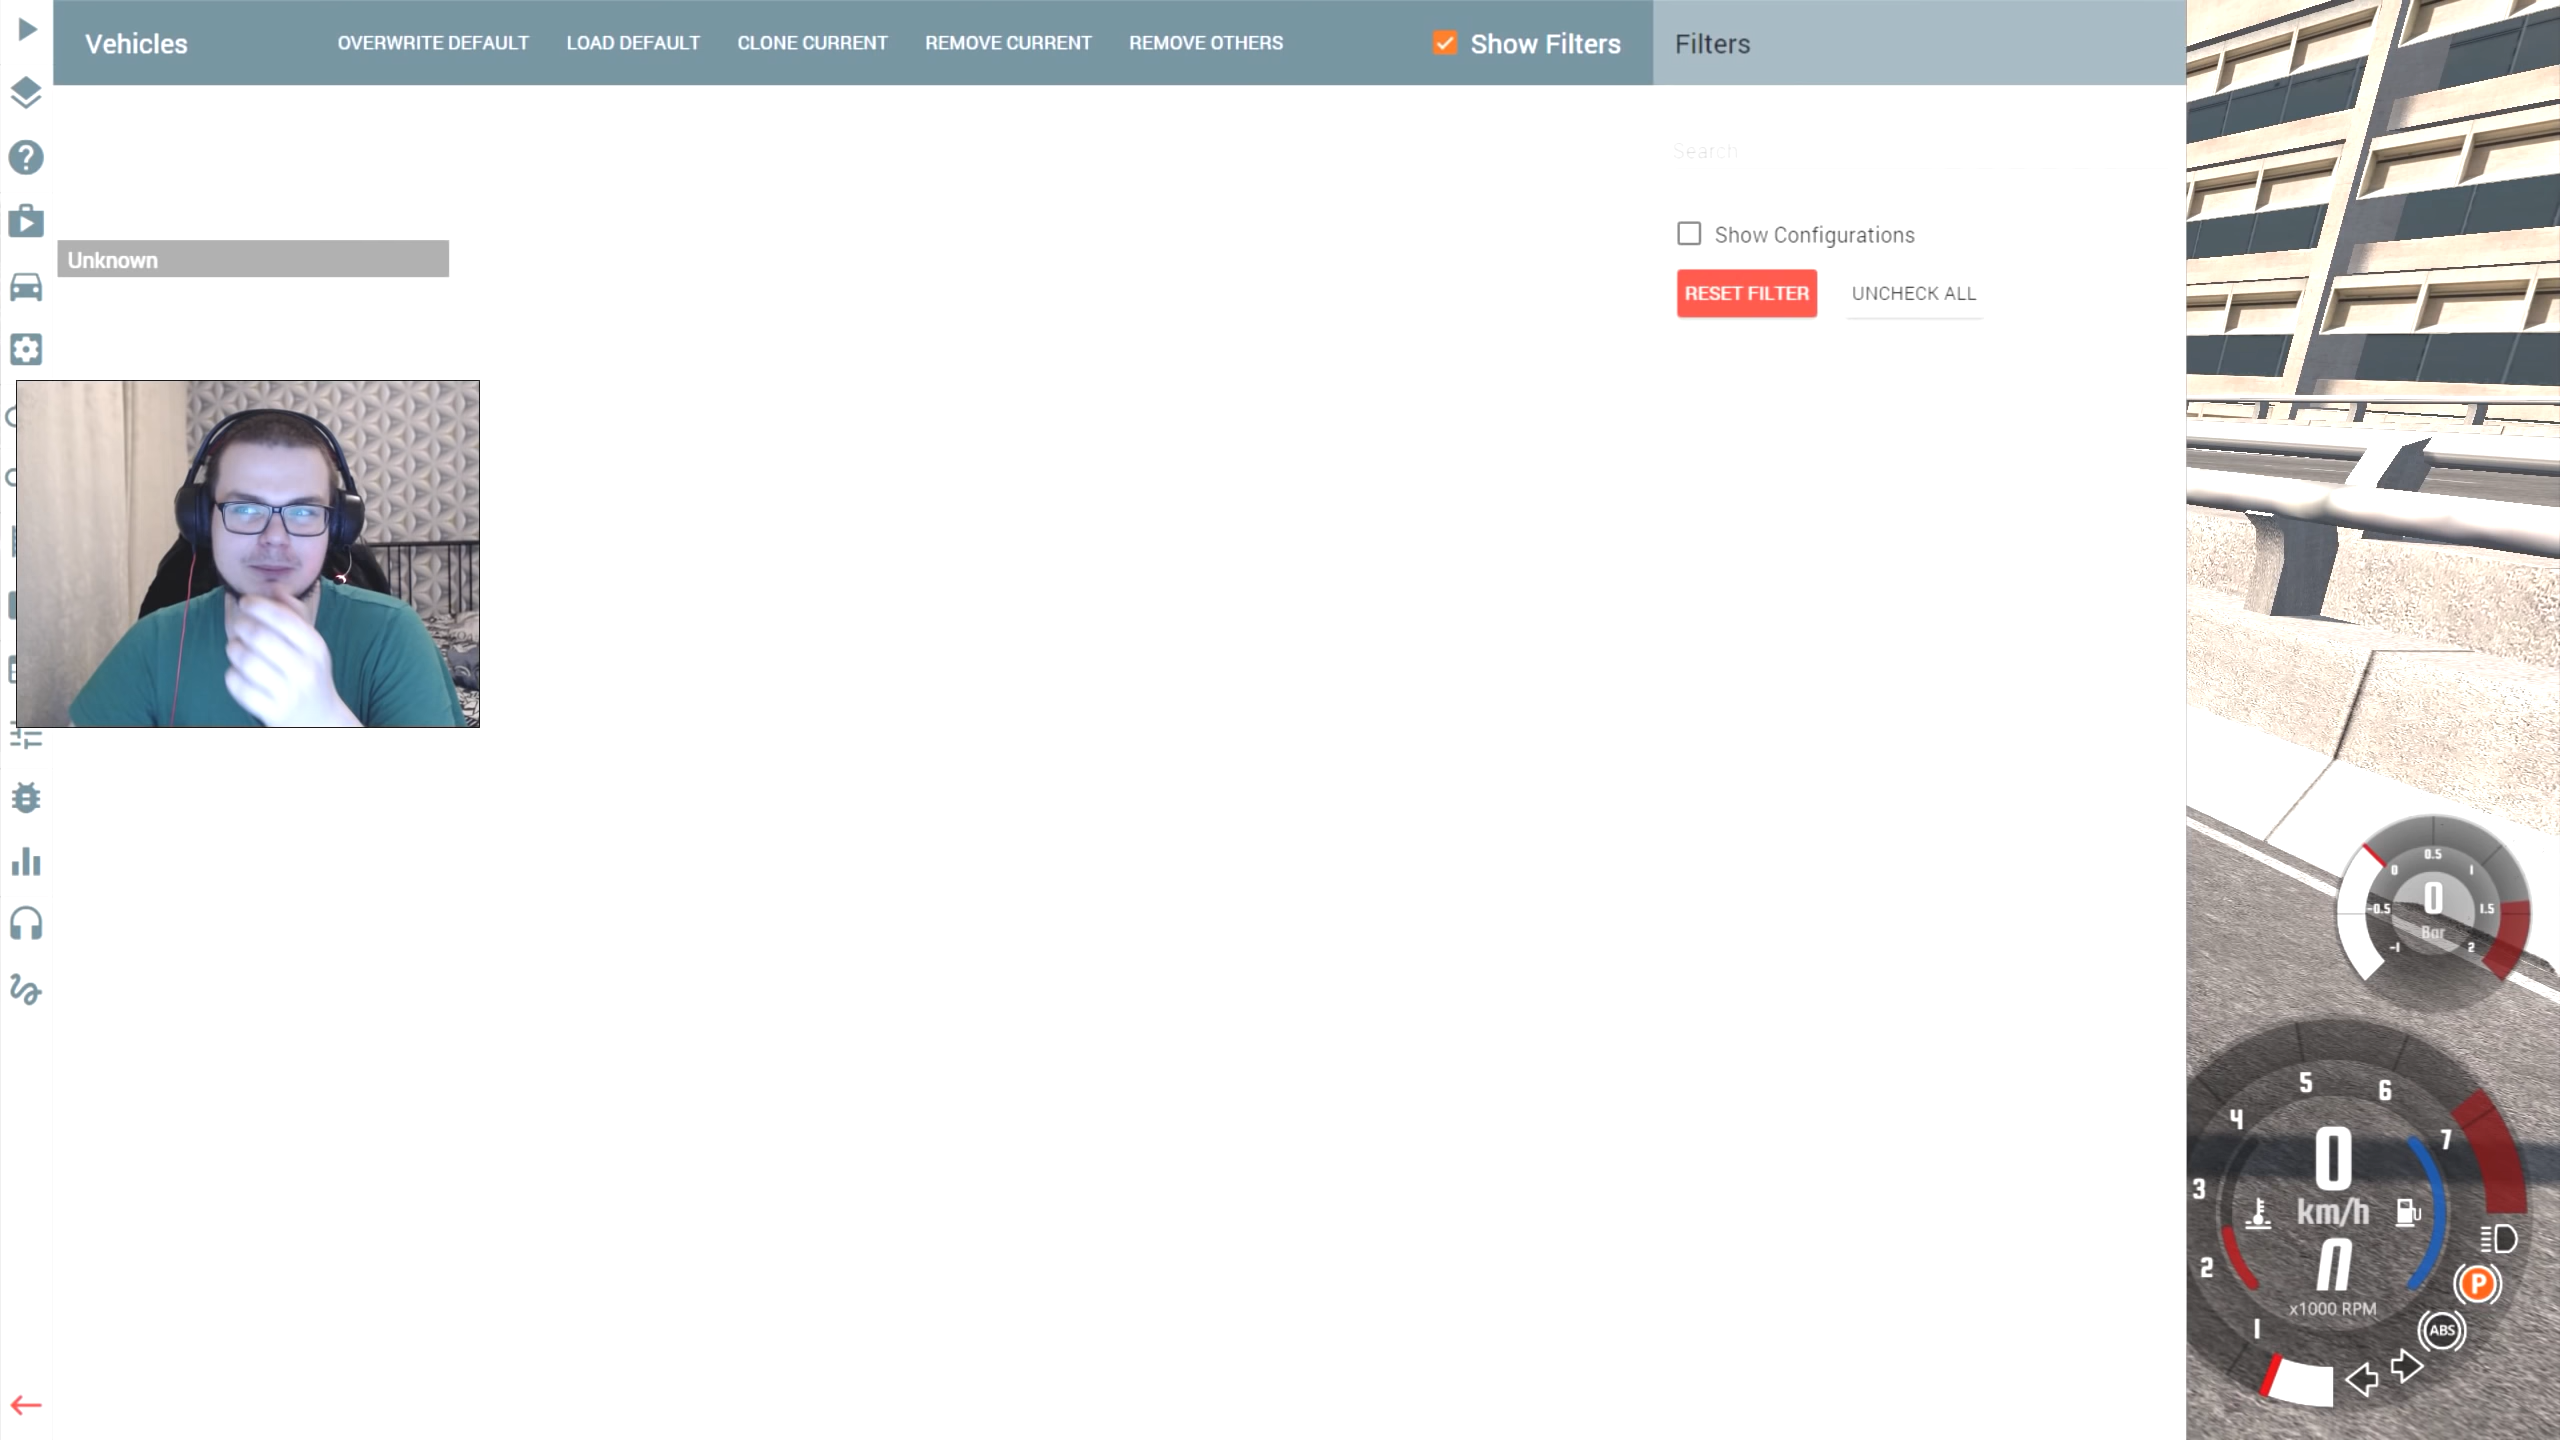 Vehicles
OVERWRITE DEFAULT
LOAD DEFAULT
CLONE CURRENT
REMOVE CURRENT
REMOVE OTHERS
Show Filters
Filters
Search
Unknown
Show Configurations
RESET FILTER
UNCHECK ALL
0.5
0
1
0
-0.5
1.5
Bar
-1
2
5
6
4
7
0
3
km/h
2
n
P
x1000 RPM
1
ABS